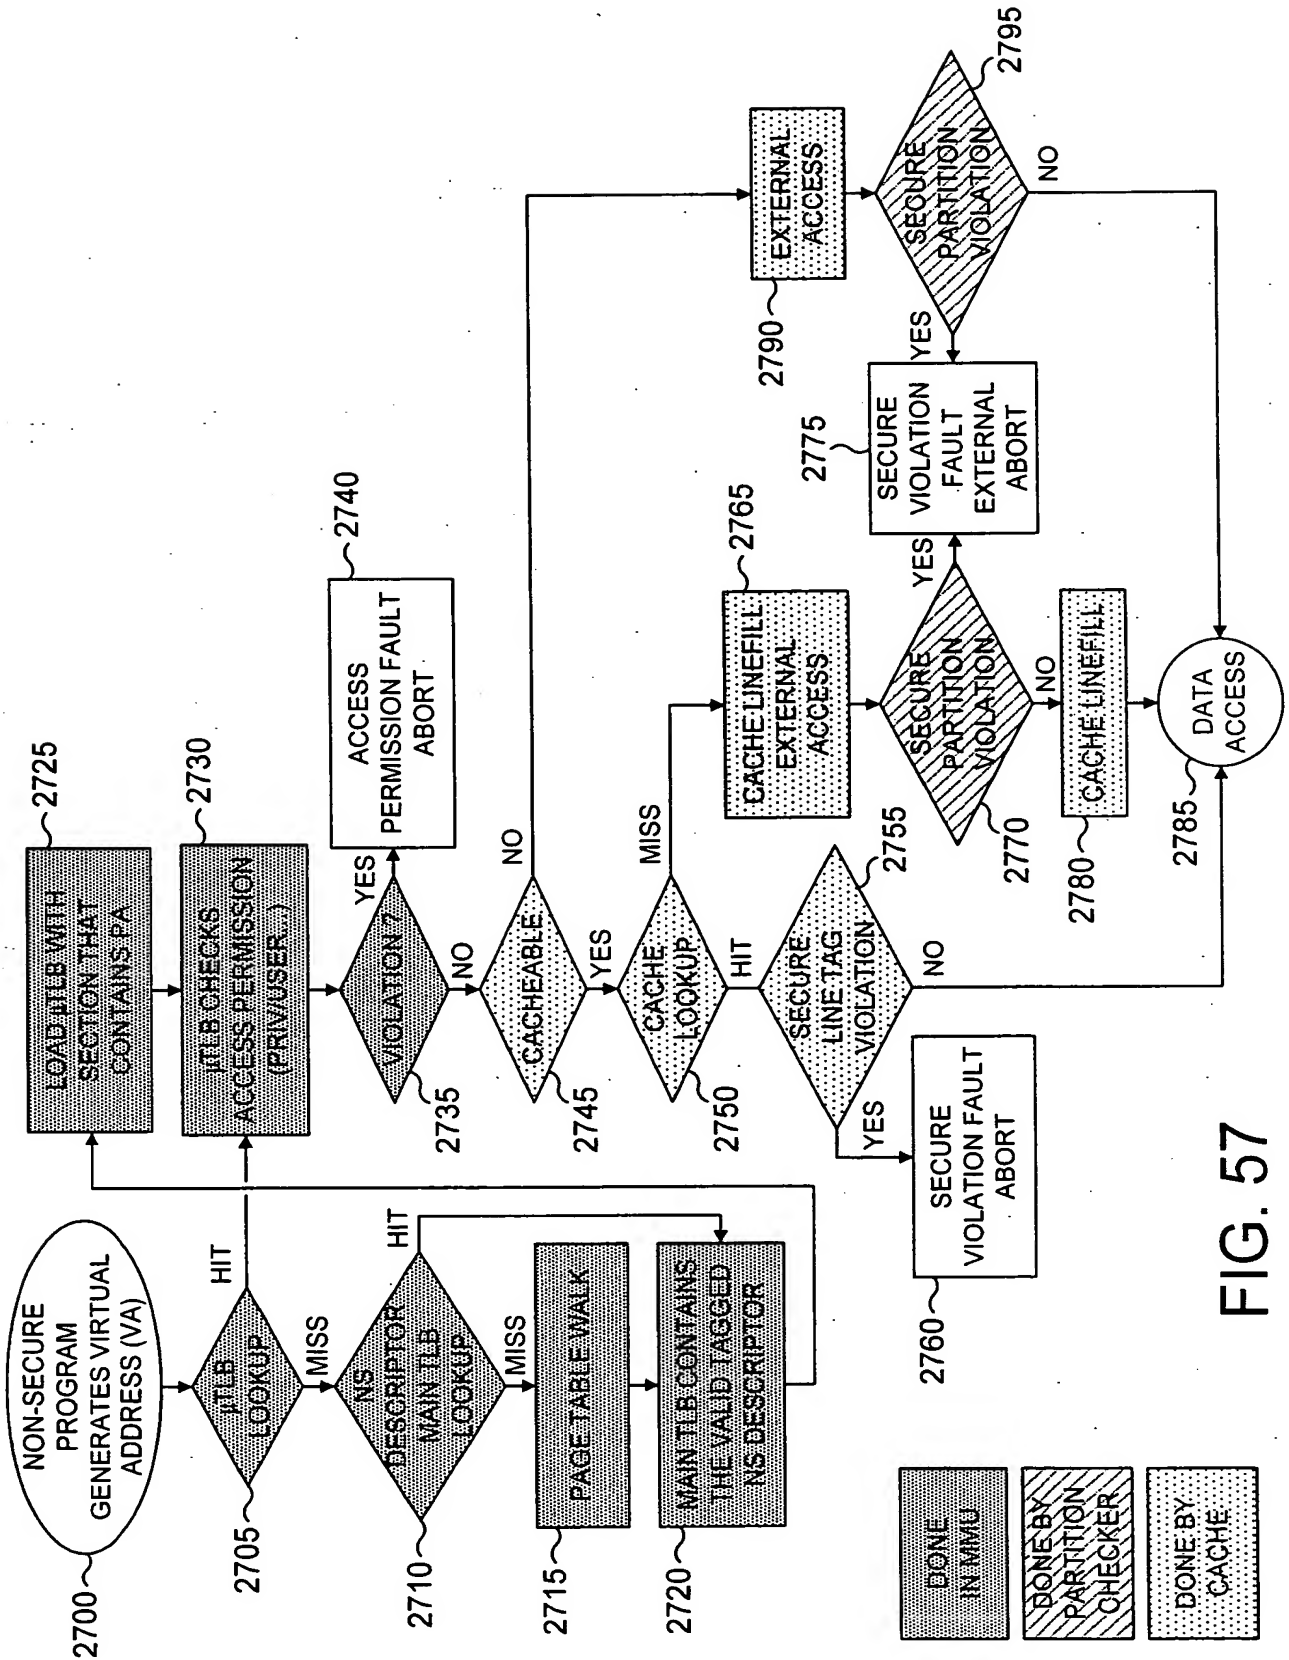 NON-SECURE
PROGRAM
GENERATES VIRTUAL
ADDRESS (VA)
2700
µTLB
LOOKUP
2705
HIT
MISS
NS
DESCRIPTOR
MAIN TLB
LOOKUP
2710
HIT
MISS
PAGE TABLE WALK
2715
MAIN TLB CONTAINS
THE VALID TAGGED
NS DESCRIPTOR
2720
LOAD µTLB WITH
SECTION THAT
CONTAINS PA
2725
µTLB CHECKS
ACCESS PERMISSION
(PRIV/USER...)
2730
VIOLATION ?
2735
YES
NO
ACCESS
PERMISSION FAULT
ABORT
2740
CACHEABLE
2745
NO
YES
CACHE
LOOKUP
2750
MISS
HIT
SECURE
LINE TAG
VIOLATION
2755
YES
NO
SECURE
VIOLATION FAULT
ABORT
2760
CACHE LINEFILL
EXTERNAL
ACCESS
2765
SECURE
PARTITION
VIOLATION
2770
YES
NO
SECURE
VIOLATION
FAULT
EXTERNAL
ABORT
2775
CACHE LINEFILL
2780
DATA
ACCESS
2785
EXTERNAL
ACCESS
2790
SECURE
PARTITION
VIOLATION
2795
YES
NO
DONE
IN MMU
DONE BY
PARTITION
CHECKER
DONE BY
CACHE
FIG. 57